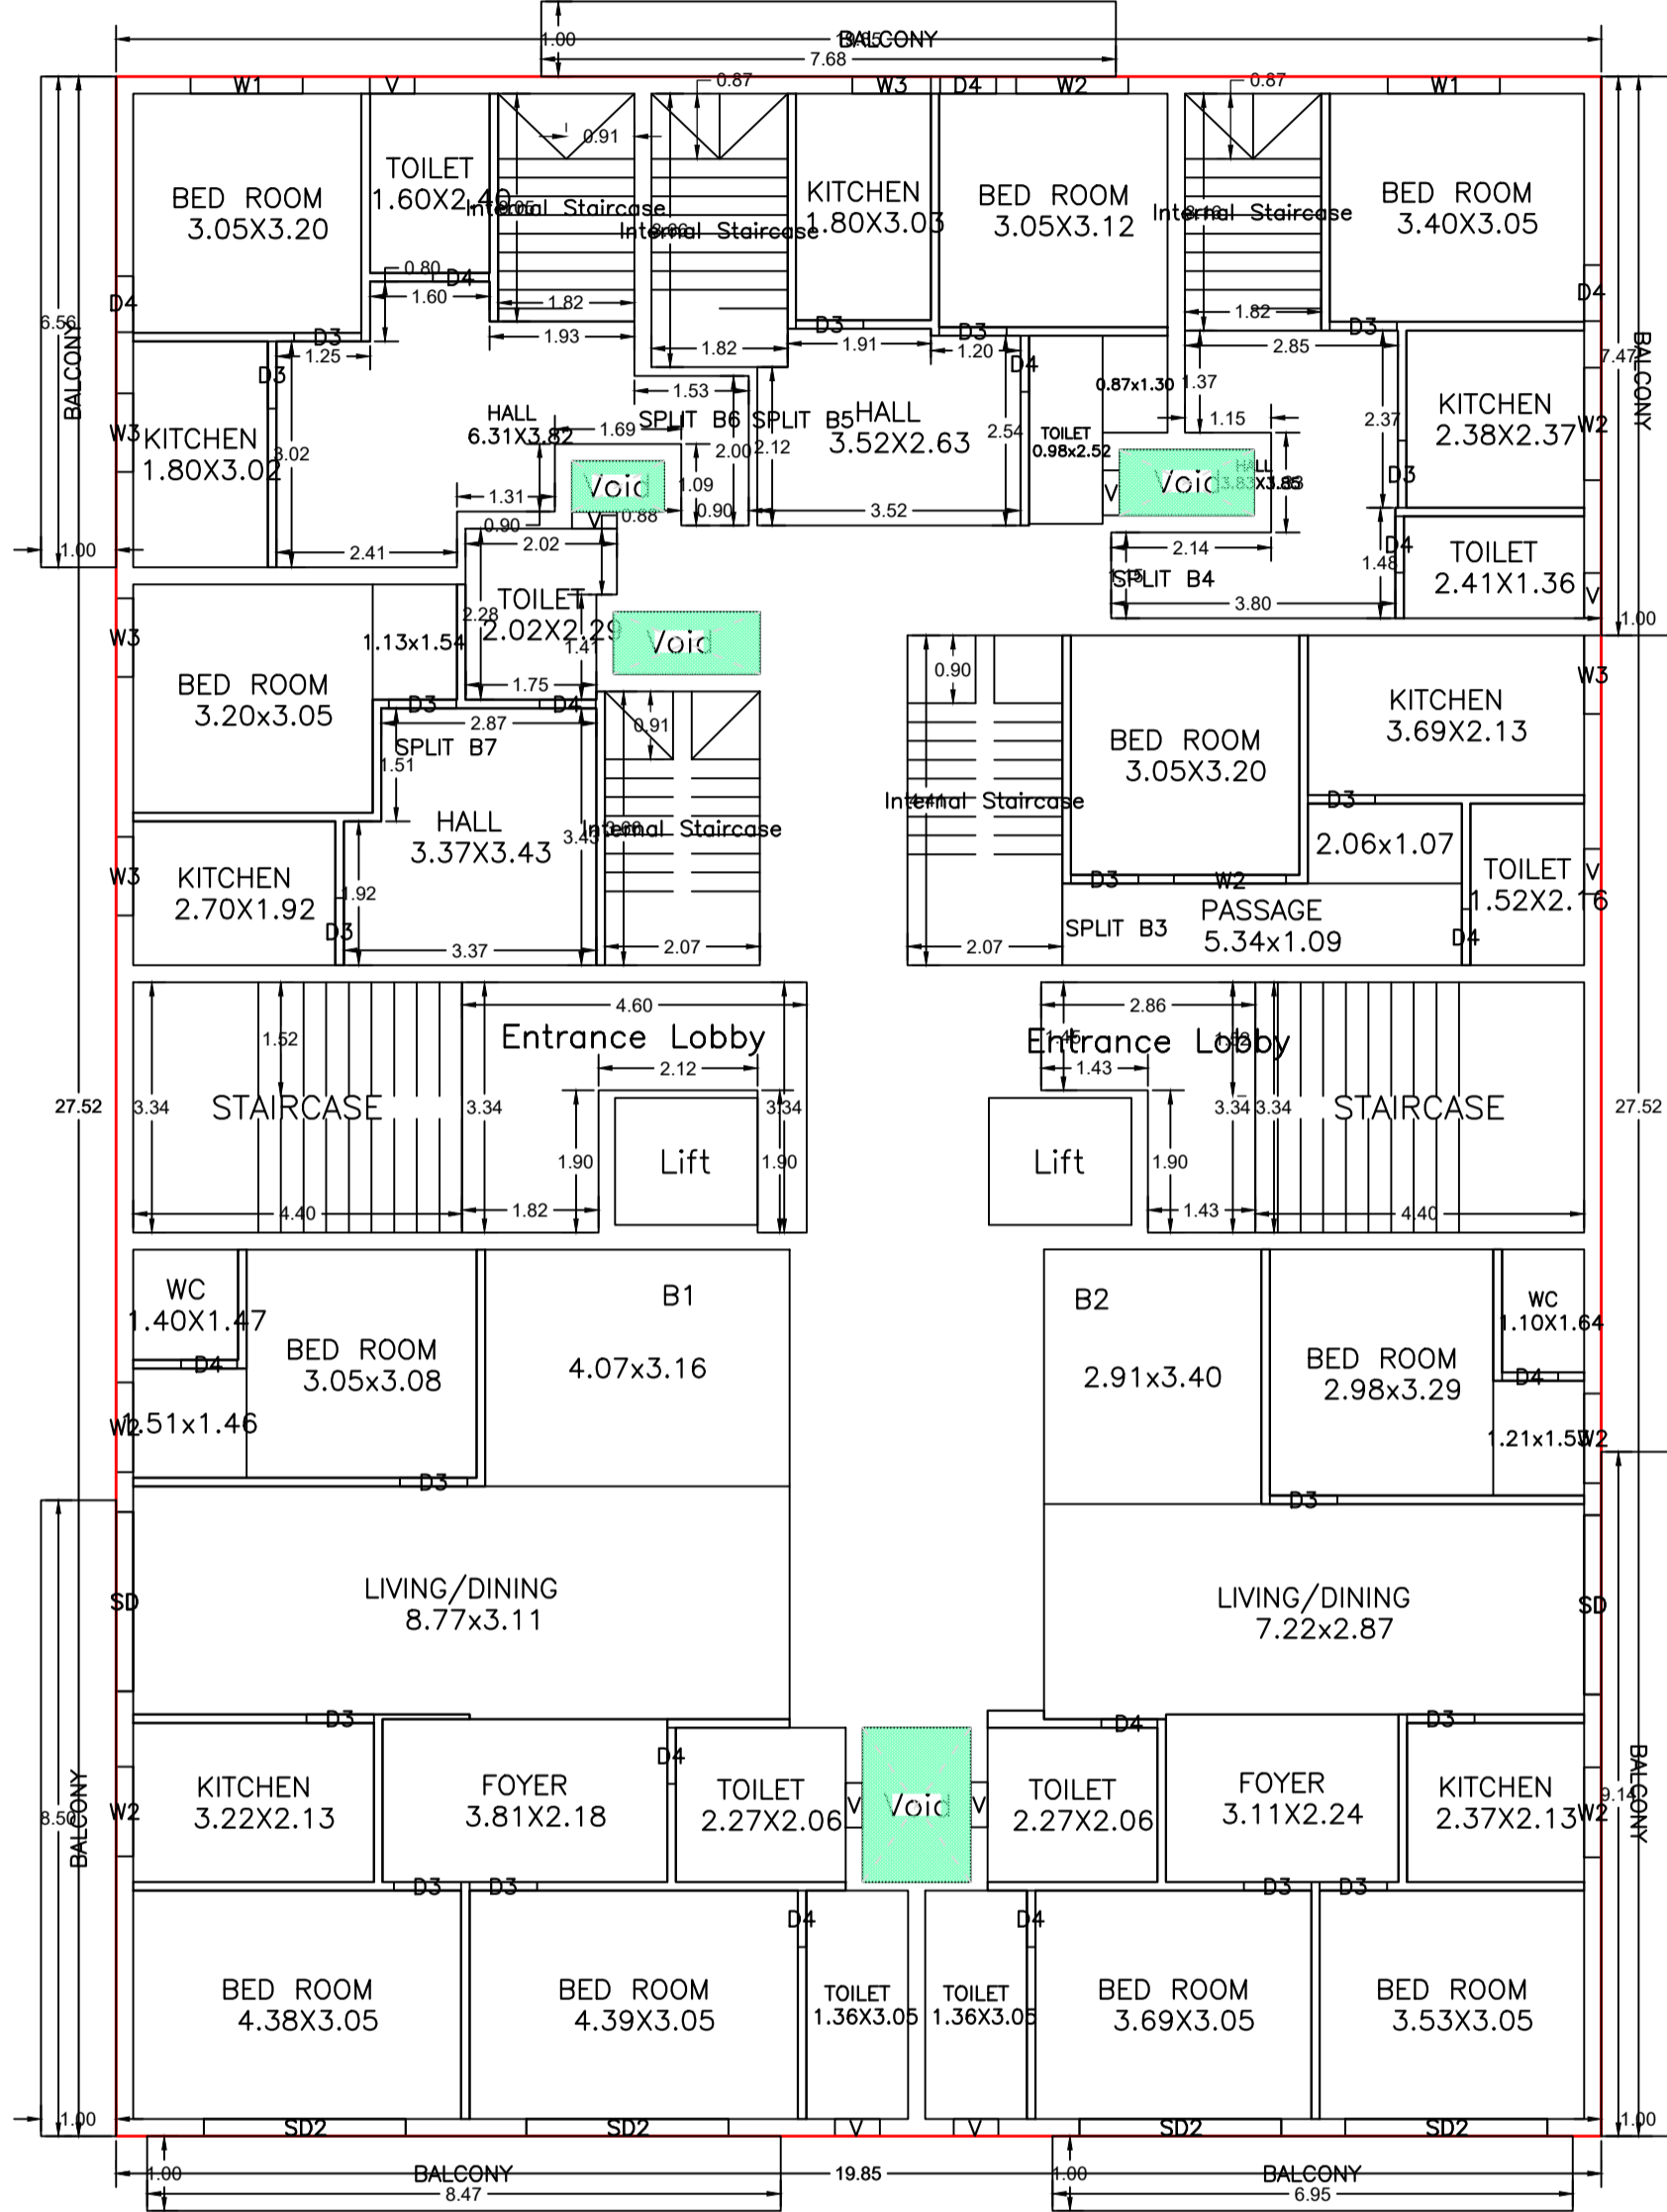 1.00
BALCONY
7.68
W1
V
0.87
W3
D4
W2
0.87
W1
0.91
TOILET
1.60X2.40
BED ROOM
3.05X3.20
Internal Staircase
Internal Staircase
KITCHEN
1.80X3.03
BED ROOM
3.05X3.12
Internal Staircase
BED ROOM
3.40X3.05
0.80
D4
1.60
1.82
1.93
D4
D3
1.25
D3
1.82
D3
1.91
D3
1.20
D4
1.82
D3
2.85
D4
6.56
BALCONY
7.47
BALCONY
1.53
0.87x1.30
1.37
HALL
6.31X3.82
1.69
SPLIT B6
SPLIT B5
HALL
3.52X2.63
2.54
TOILET
0.98x2.52
1.15
2.37
KITCHEN
2.38X2.37
W2
W3
KITCHEN
1.80X3.02
3.02
2.00
2.12
1.09
Void
Void
HALL
3.83X3.85
D3
V
1.31
0.90
V
0.88
0.90
3.52
1.00
2.41
2.02
2.14
D4
1.48
TOILET
2.41X1.36
SPLIT B4
V
3.80
1.00
TOILET
2.02X2.29
2.28
1.41
W3
1.13x1.54
Void
0.90
W3
BED ROOM
3.20x3.05
1.75
D3
D4
2.87
0.91
SPLIT B7
1.51
BED ROOM
3.05X3.20
KITCHEN
3.69X2.13
Internal Staircase
Internal Staircase
D3
HALL
3.37X3.43
3.43
2.06x1.07
TOILET
1.52X2.16
V
W3
KITCHEN
2.70X1.92
1.92
D3
D3
W2
PASSAGE
5.34x1.09
SPLIT B3
D4
3.37
2.07
2.07
4.60
2.86
1.52
Entrance Lobby
1.45
Entrance Lobby
2.12
1.43
27.52
3.34
STAIRCASE
3.34
3.34
3.34
3.34
STAIRCASE
27.52
1.90
Lift
1.90
Lift
1.90
4.40
1.82
1.43
4.40
WC
1.40X1.47
B1
B2
WC
1.10X1.64
BED ROOM
3.05x3.08
4.07x3.16
2.91x3.40
BED ROOM
2.98x3.29
D4
D4
W2
1.51x1.46
1.21x1.53
W2
D3
D3
SD
LIVING/DINING
8.77x3.11
LIVING/DINING
7.22x2.87
SD
D3
D4
D3
D4
8.50
BALCONY
W2
KITCHEN
3.22X2.13
FOYER
3.81X2.18
TOILET
2.27X2.06
V
Void
V
TOILET
2.27X2.06
FOYER
3.11X2.24
KITCHEN
2.37X2.13
W2
9.14
BALCONY
D3
D3
D3
D3
D4
D4
BED ROOM
4.38X3.05
BED ROOM
4.39X3.05
TOILET
1.36X3.05
TOILET
1.36X3.05
BED ROOM
3.69X3.05
BED ROOM
3.53X3.05
1.00
SD2
SD2
V
V
SD2
SD2
1.00
1.00
BALCONY
19.85
1.00
BALCONY
8.47
6.95